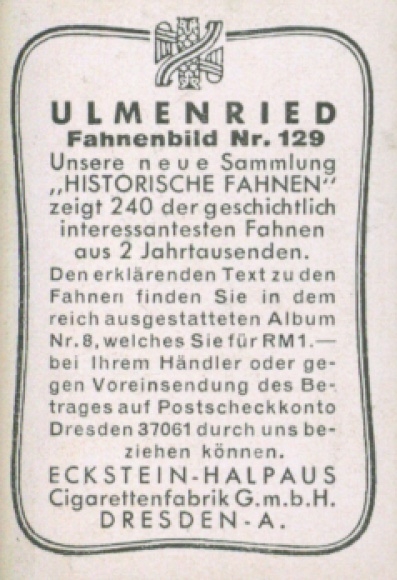 ULMENRIED
Fahnenbild Nr. 129
Unsere neue Sammlung
„HISTORISCHE FAHNEN“
zeigt 240 der geschichtlich
interessantesten Fahnen
aus 2 Jahrtausenden.
Den erklärenden Text zu den
Fahnen finden Sie in dem
reich ausgestatteten Album
Nr. 8, welches Sie für RM1.—
bei Ihrem Händler oder ge-
gen Voreinsendung des Be-
trages auf Postscheckkonto
Dresden 37061 durch uns be-
ziehen können.
ECKSTEIN-HALPAUS
Cigarettenfabrik G.m.b.H.
DRESDEN-A.